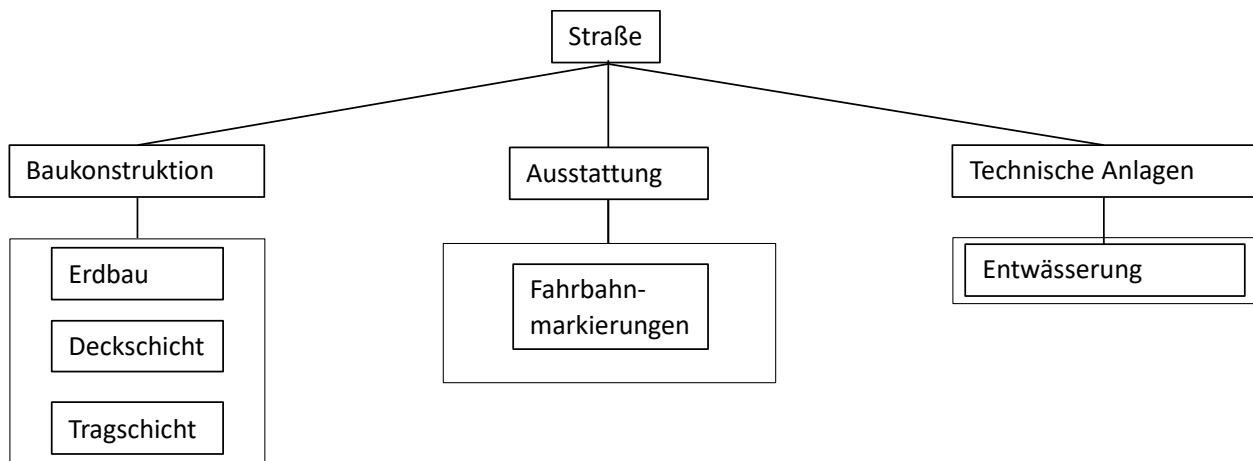 Straße
Baukonstruktion
Ausstattung
Technische Anlagen
Erdbau
Deckschicht
Tragschicht
Fahrbahn-
markierungen
Entwässerung